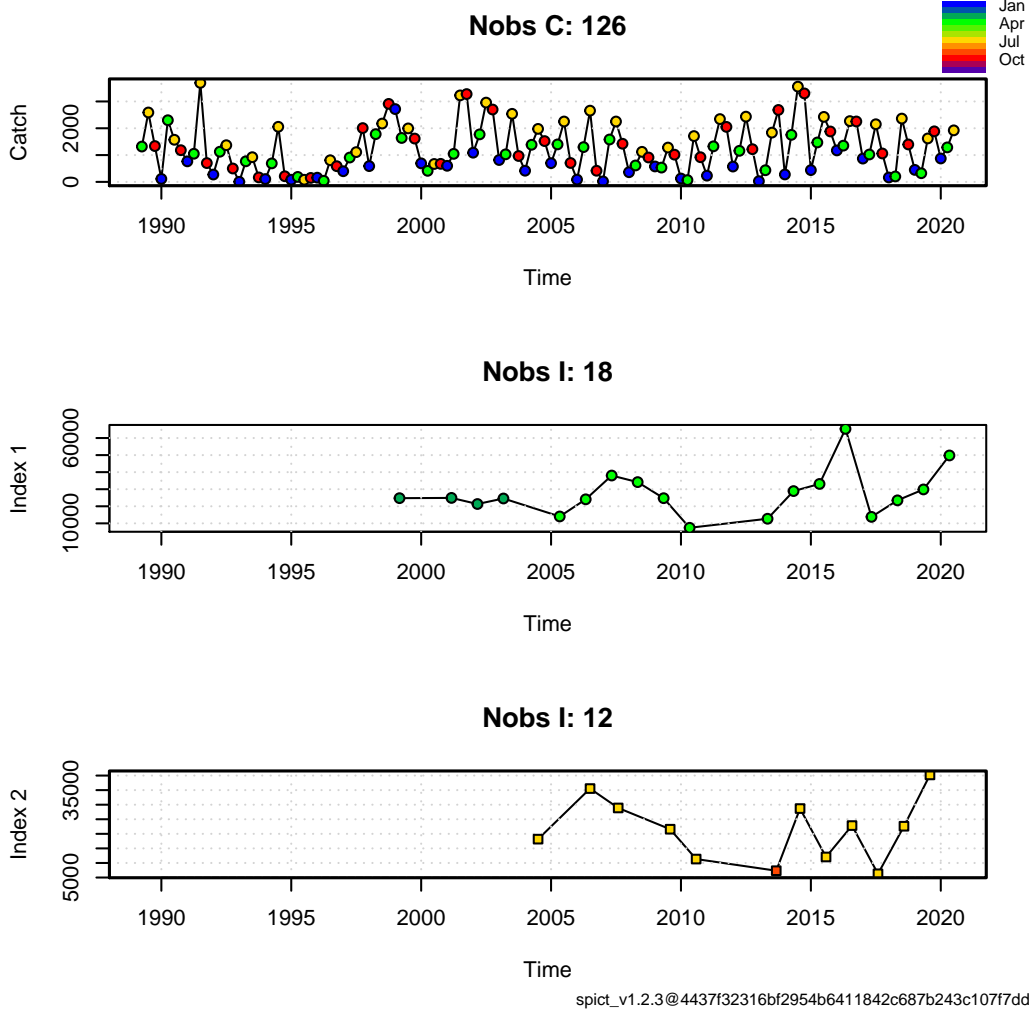 Nobs C: 126
Jan
Apr
Jul
Oct
Catch
0 2000
1990 1995 2000 2005 2010 2015 2020
Time
Nobs I: 18
Index 1
10000 60000
1990 1995 2000 2005 2010 2015 2020
Time
Nobs I: 12
Index 2
5000 35000
1990 1995 2000 2005 2010 2015 2020
Time
spict_v1.2.3@4437f32316bf2954b6411842c687b243c107f7dd